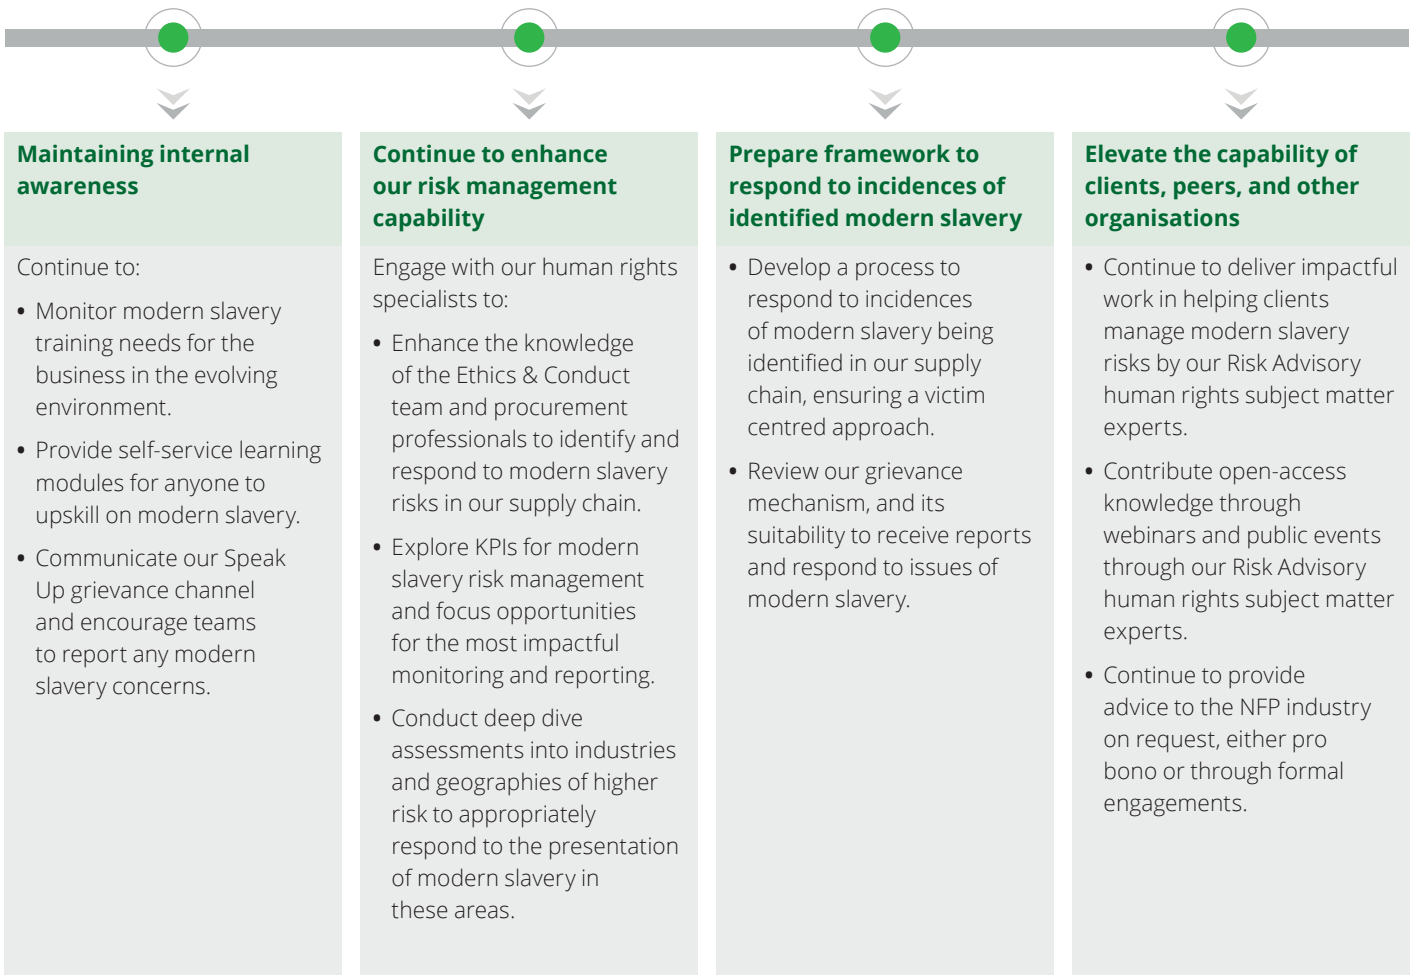 Maintaining internal
awareness
Continue to:
• Monitor modern slavery
training needs for the
business in the evolving
environment.
• Provide self-service learning
modules for anyone to
upskill on modern slavery.
• Communicate our Speak
Up grievance channel
and encourage teams
to report any modern
slavery concerns.
Continue to enhance
our risk management
capability
Engage with our human rights
specialists to:
• Enhance the knowledge
of the Ethics & Conduct
team and procurement
professionals to identify and
respond to modern slavery
risks in our supply chain.
• Explore KPIs for modern
slavery risk management
and focus opportunities
for the most impactful
monitoring and reporting.
• Conduct deep dive
assessments into industries
and geographies of higher
risk to appropriately
respond to the presentation
of modern slavery in
these areas.
Prepare framework to
respond to incidences of
identified modern slavery
• Develop a process to
respond to incidences
of modern slavery being
identified in our supply
chain, ensuring a victim
centred approach.
• Review our grievance
mechanism, and its
suitability to receive reports
and respond to issues of
modern slavery.
Elevate the capability of
clients, peers, and other
organisations
• Continue to deliver impactful
work in helping clients
manage modern slavery
risks by our Risk Advisory
human rights subject matter
experts.
• Contribute open-access
knowledge through
webinars and public events
through our Risk Advisory
human rights subject matter
experts.
• Continue to provide
advice to the NFP industry
on request, either pro
bono or through formal
engagements.